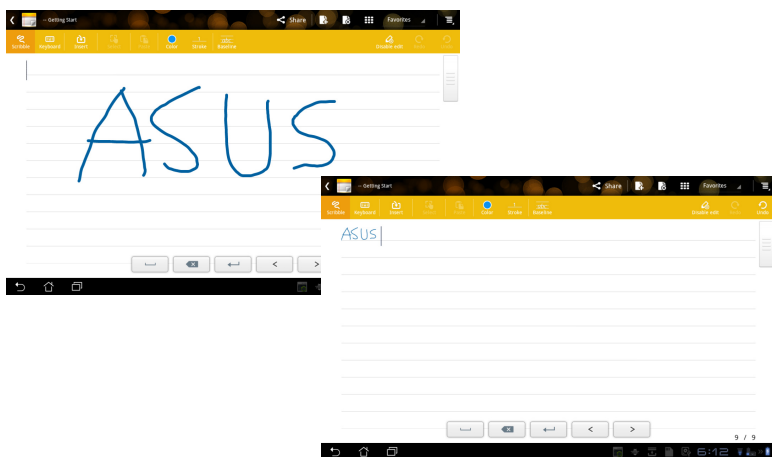 – Getting Start
Share
Favorites
Scribble
Keyboard
Insert
Color
Stroke
Baseline
Disable edit
ASUS
– Getting Start
Share
Favorites
Scribble
Keyboard
Insert
Color
Stroke
Baseline
Disable edit
Undo
ASUS
9 / 9
6:12